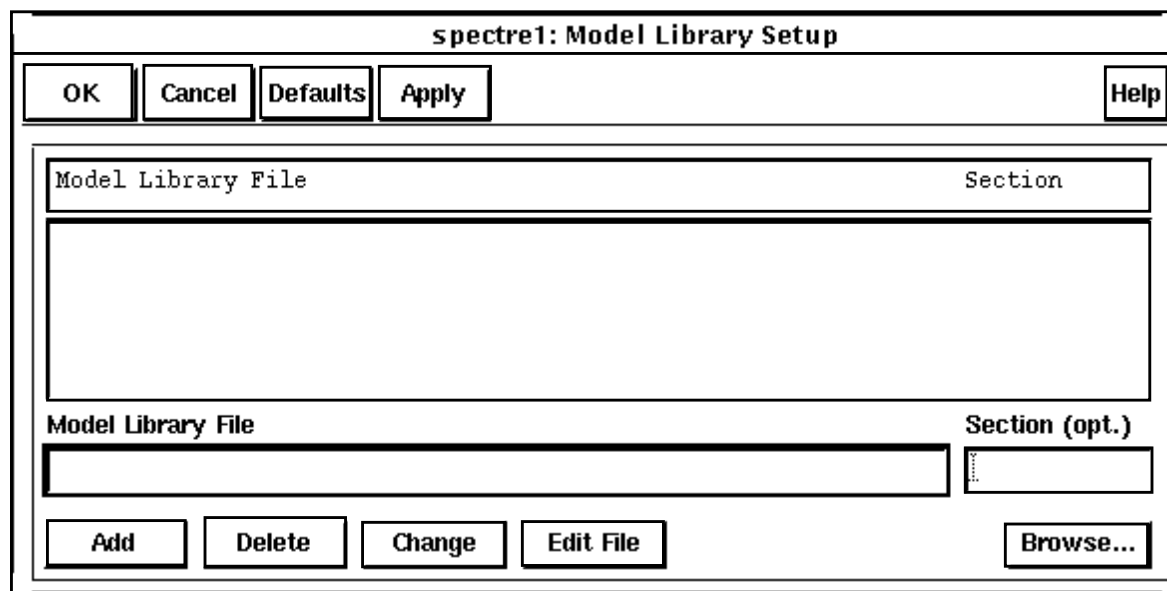 spectre1: Model Library Setup
OK Cancel Defaults Apply Help
Model Library File Section
Model Library File Section (opt.)
Add Delete Change Edit File Browse...